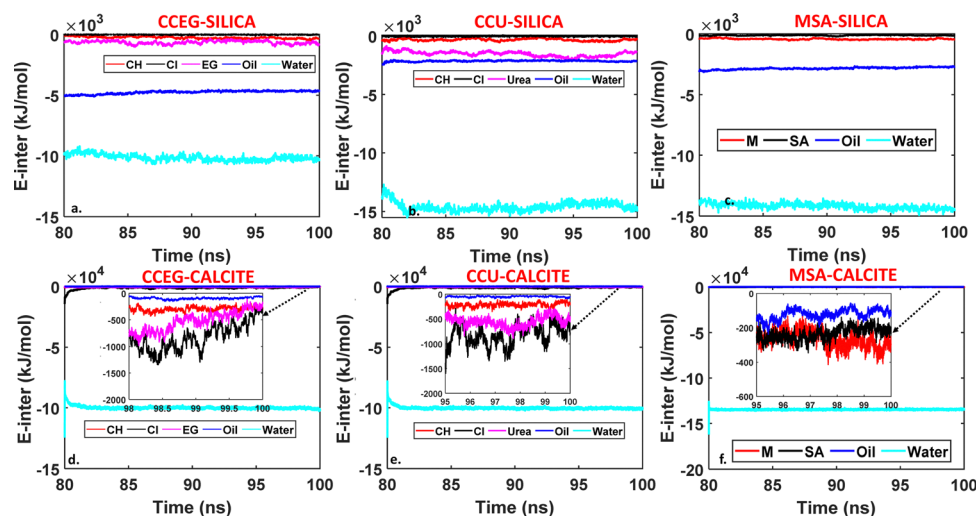 CCEG-SILICA
×10³
0
-5
-10
-15
E-inter (kJ/mol)
CH Cl EG Oil Water
a.
80 85 90 95 100
Time (ns)
CCU-SILICA
×10³
0
-5
-10
-15
E-inter (kJ/mol)
CH Cl Urea Oil Water
b.
80 85 90 95 100
Time (ns)
MSA-SILICA
×10³
0
-5
-10
-15
E-inter (kJ/mol)
M SA Oil Water
c.
80 85 90 95 100
Time (ns)
CCEG-CALCITE
×10⁴
0
-5
-10
-15
E-inter (kJ/mol)
0
-500
-1000
-1500
-2000
98 98.5 99 99.5 100
CH Cl EG Oil Water
d.
80 85 90 95 100
Time (ns)
CCU-CALCITE
×10⁴
0
-5
-10
-15
E-inter (kJ/mol)
0
-500
-1000
-1500
-2000
95 96 97 98 99 100
CH Cl Urea Oil Water
e.
80 85 90 95 100
Time (ns)
MSA-CALCITE
×10⁴
0
-5
-10
-15
-20
E-inter (kJ/mol)
0
-200
-400
-600
95 96 97 98 99 100
M SA Oil Water
f.
80 85 90 95 100
Time (ns)